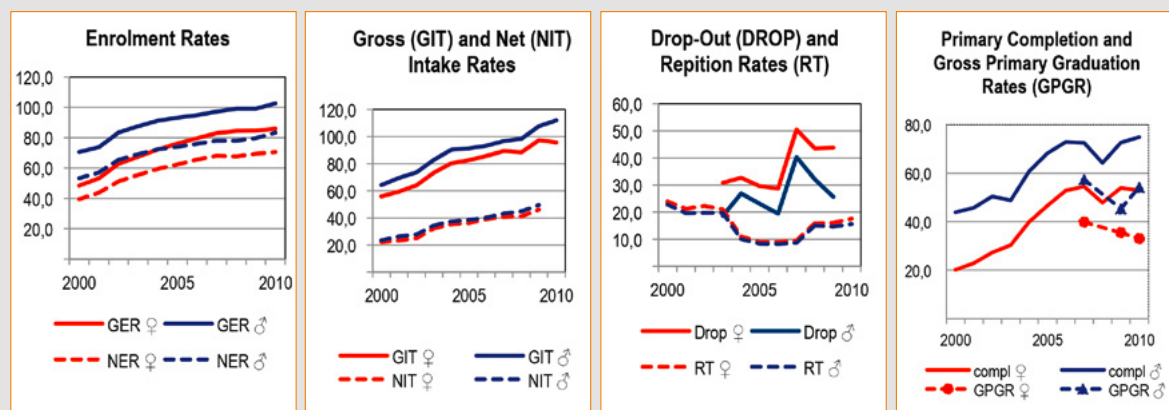 Enrolment Rates
120,0
100,0
80,0
60,0
40,0
20,0
2000 2005 2010
GER ♀ GER ♂
NER ♀ NER ♂
Gross (GIT) and Net (NIT)
Intake Rates
120,0
100,0
80,0
60,0
40,0
20,0
2000 2005 2010
GIT ♀ GIT ♂
NIT ♀ NIT ♂
Drop-Out (DROP) and
Repition Rates (RT)
60,0
50,0
40,0
30,0
20,0
10,0
2000 2005 2010
Drop ♀ Drop ♂
RT ♀ RT ♂
Primary Completion and
Gross Primary Graduation
Rates (GPGR)
80,0
60,0
40,0
20,0
2000 2005 2010
compl ♀ compl ♂
GPGR ♀ GPGR ♂